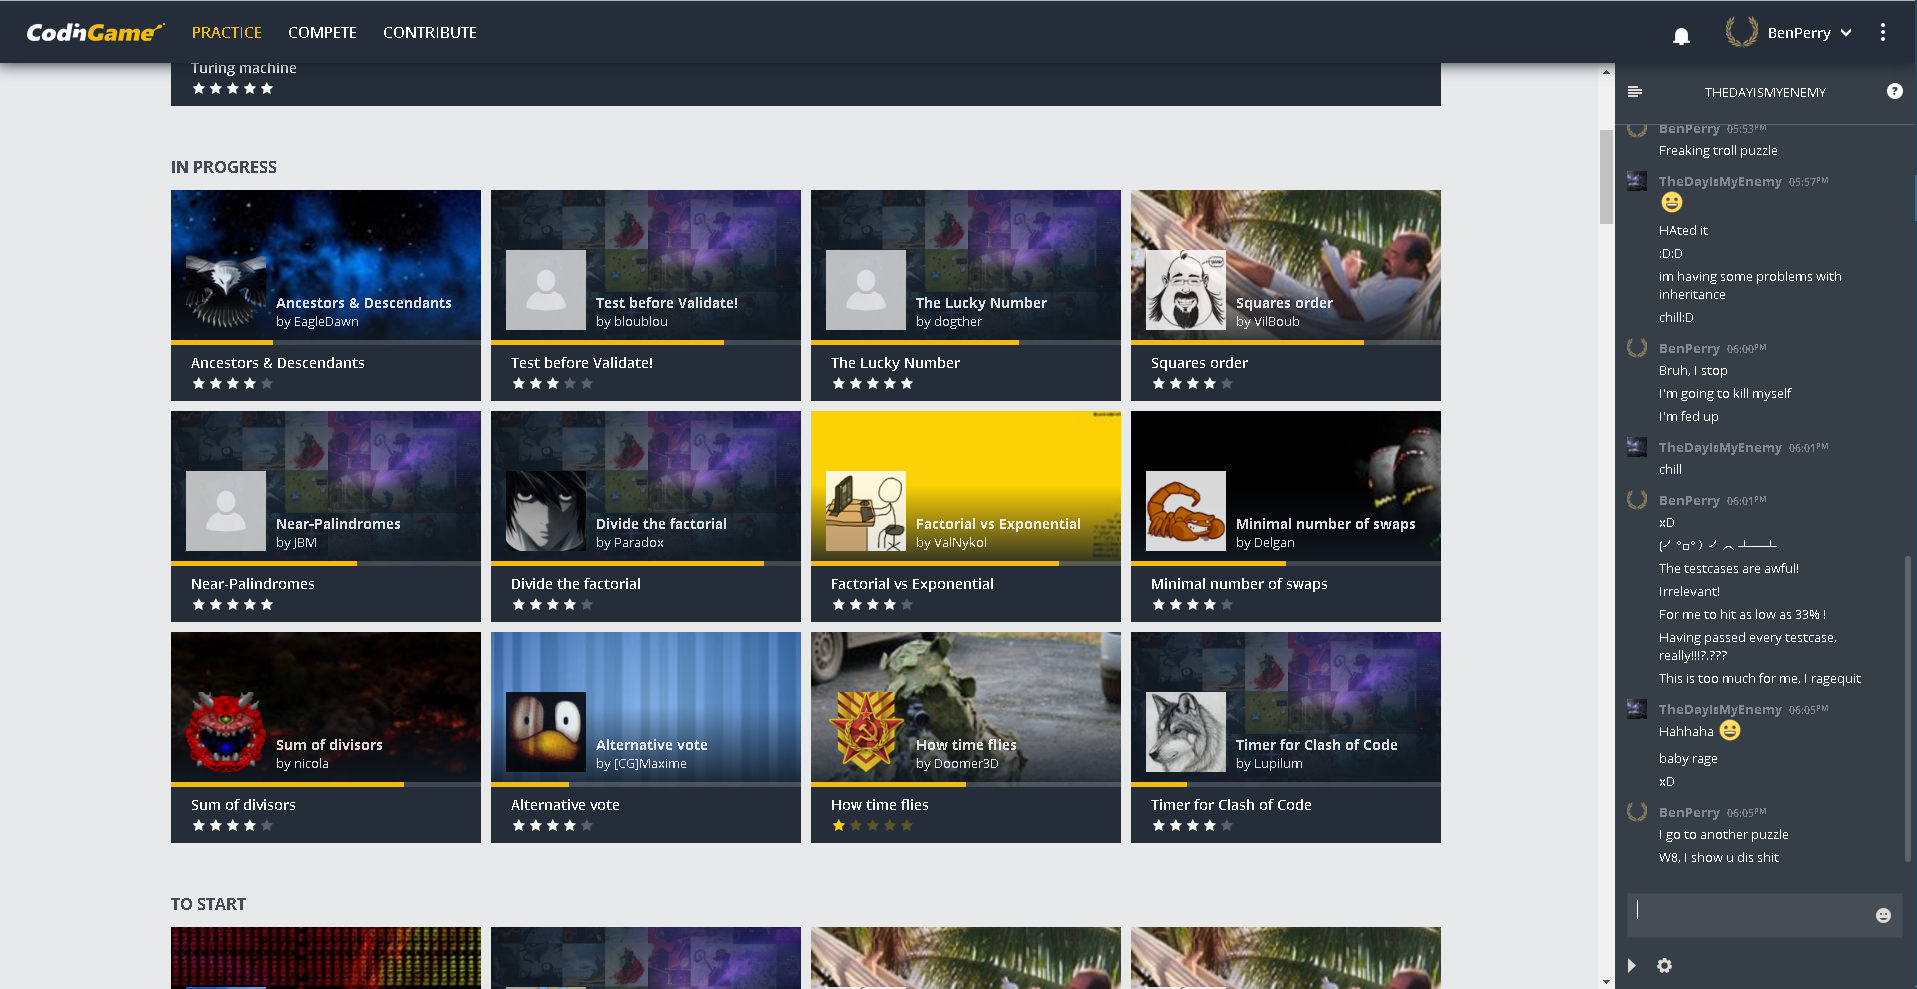 CodinGame
PRACTICE
COMPETE
CONTRIBUTE
BenPerry
Turing machine
IN PROGRESS
Ancestors & Descendants
by EagleDawn
Ancestors & Descendants
Test before Validate!
by bloublou
Test before Validate!
The Lucky Number
by dogther
The Lucky Number
Squares order
by VilBoub
Squares order
Near-Palindromes
by JBM
Near-Palindromes
Divide the factorial
by Paradox
Divide the factorial
Factorial vs Exponential
by ValNykol
Factorial vs Exponential
Minimal number of swaps
by Delgan
Minimal number of swaps
Sum of divisors
by nicola
Sum of divisors
Alternative vote
by [CG]Maxime
Alternative vote
How time flies
by Doomer3D
How time flies
Timer for Clash of Code
by Lupilum
Timer for Clash of Code
TO START
THEDAYISMYENEMY
?
BenPerry 05:53PM
Freaking troll puzzle
TheDayIsMyEnemy 05:57PM
HAted it
:D:D
im having some problems with
inheritance
chill:D
BenPerry 06:00PM
Bruh, I stop
I'm going to kill myself
I'm fed up
TheDayIsMyEnemy 06:01PM
chill
BenPerry 06:01PM
xD
(╯°□°）╯︵ ┻━┻
The testcases are awful!
Irrelevant!
For me to hit as low as 33% !
Having passed every testcase,
really!!!?.???
This is too much for me, I ragequit
TheDayIsMyEnemy 06:05PM
Hahhaha
baby rage
xD
BenPerry 06:05PM
I go to another puzzle
W8, I show u dis shit